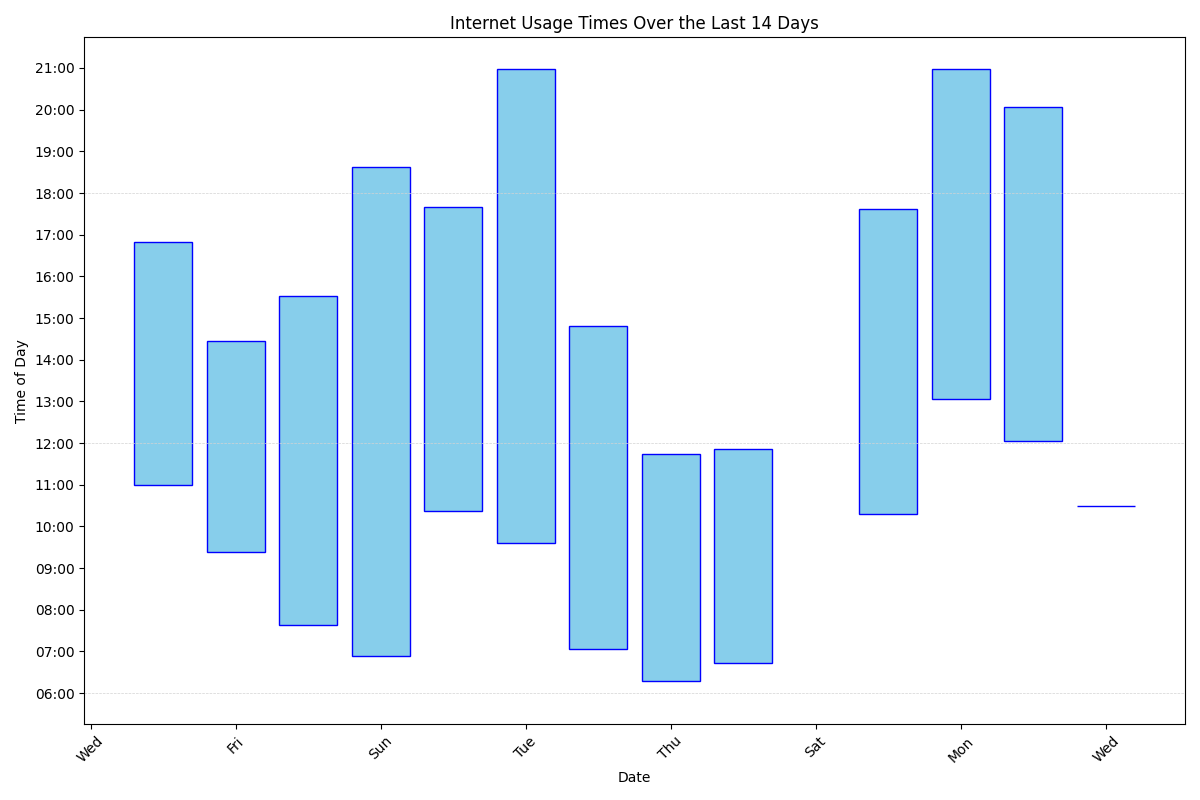 Internet Usage Times Over the Last 14 Days
21:00
20:00
19:00
18:00
17:00
16:00
15:00
14:00
13:00
12:00
11:00
10:00
09:00
08:00
07:00
06:00
Time of Day
Wed
Fri
Sun
Tue
Thu
Sat
Mon
Wed
Date